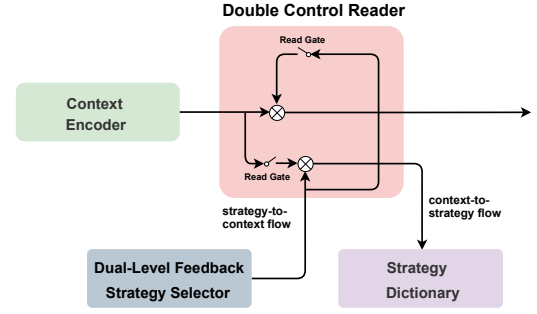 Double Control Reader
Read Gate
Context
Encoder
Read Gate
strategy-to-
context flow
context-to-
strategy flow
Dual-Level Feedback
Strategy Selector
Strategy
Dictionary